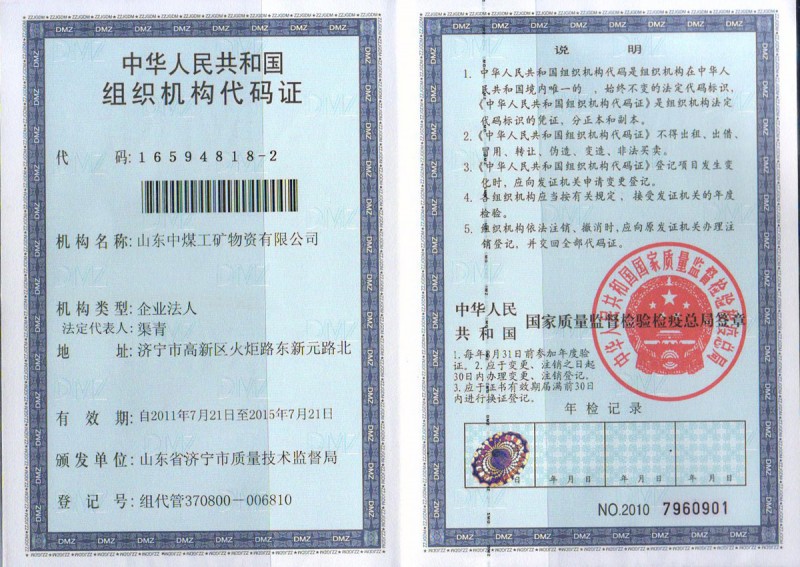 中华人民共和国
组织机构代码证
代 码: 16594818-2
机构名称: 山东中煤工矿物资有限公司
机构类型: 企业法人
法定代表人: 渠青
地 址: 济宁市高新区火炬路东新元路北
有 效 期: 自2011年7月21日至2015年7月21日
颁发单位: 山东省济宁市质量技术监督局
登 记 号: 组代管370800-006810
说 明
1. 中华人民共和国组织机构代码是组织机构在中华人
民共和国境内唯一的 、始终不变的法定代码标识,
《中华人民共和国组织机构代码证》是组织机构法定
代码标识的凭证, 分正本和副本。
2.《中华人民共和国组织机构代码证》不得出租、出借、
冒用、转让、伪造、变造、非法买卖。
3.《中华人民共和国组织机构代码证》登记项目发生变
化时, 应向发证机关申请变更登记。
4. 各组织机构应当按有关规定, 接受发证机关的年度
检验。
5. 组织机构依法注销、撤消时, 应向原发证机关办理注
销登记, 并交回全部代码证。
中华人民
共 和 国
国家质量监督检验检疫总局签章
中华人民共和国国家质量监督检验检疫总局
1.每年8月31日前参加年度验
证。2.应于变更、注销之日起
30日内办理变更、注销登记。
3.应于证书有效期届满前30日
内进行换证登记。
年 检 记 录
日
年 月 日
年 月 日
年 月 日
NO.2010 7960901
DMZ
ZZJGDM